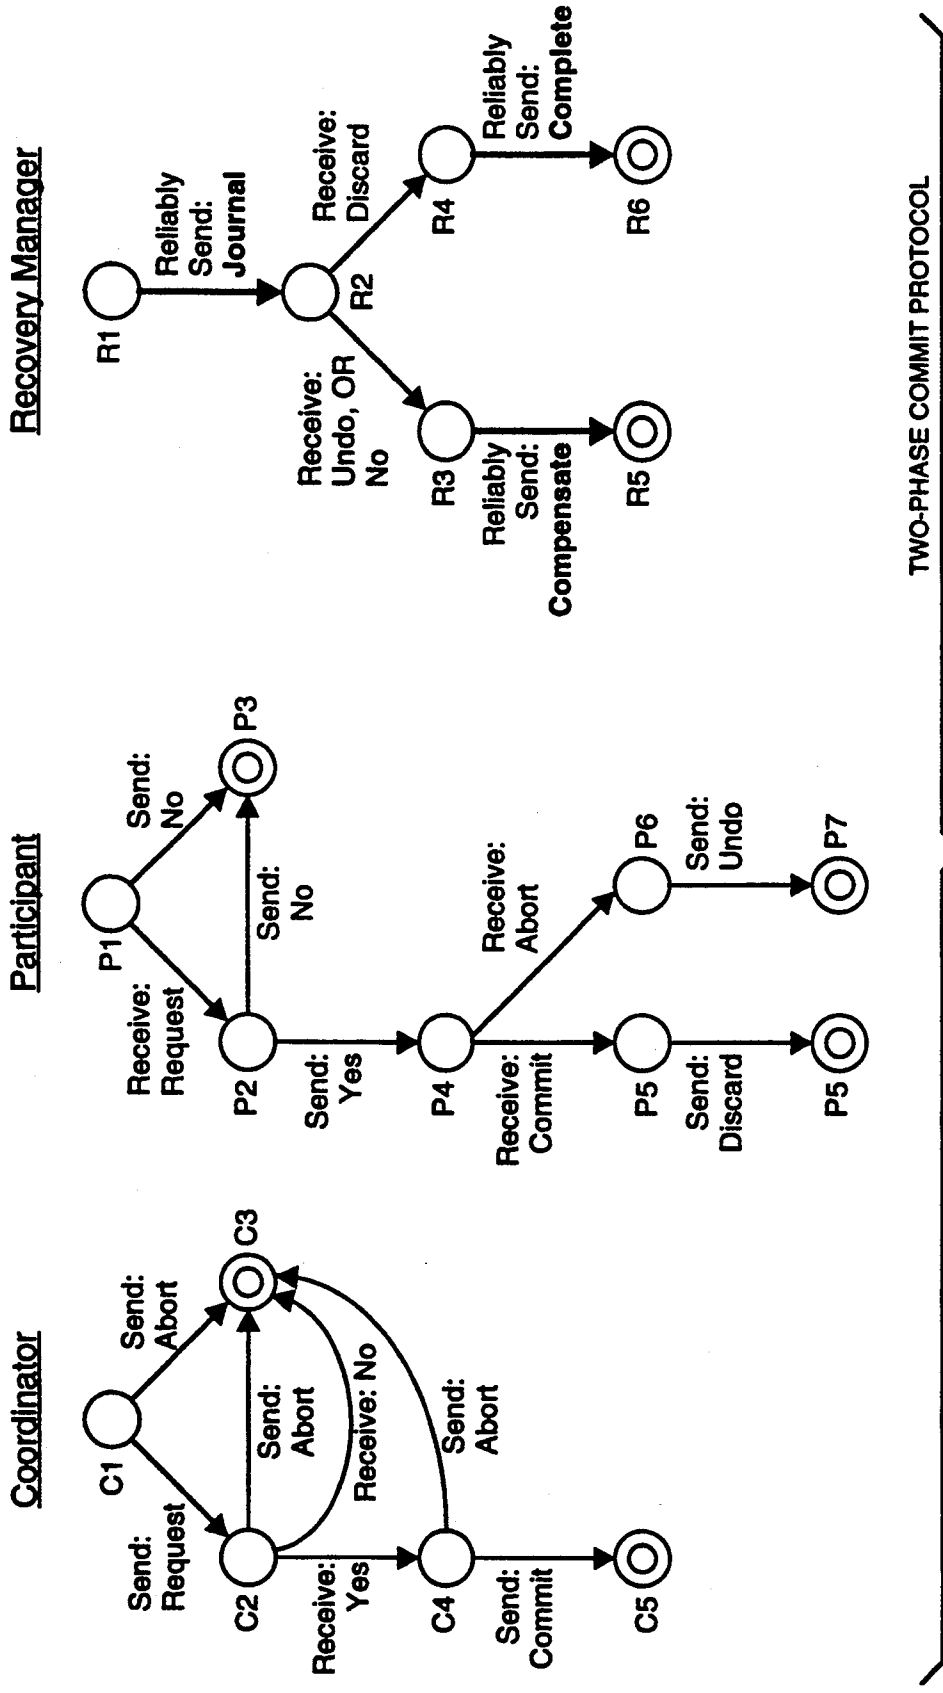 Coordinator
C1
Send:
Request
Send:
Abort
C2
C3
Send:
Abort
Receive: No
Receive:
Yes
Send:
Abort
C4
Send:
Commit
C5
Participant
P1
Receive:
Request
Send:
No
P2
P3
Send:
No
Send:
Yes
P4
Receive:
Commit
Receive:
Abort
P5
P6
Send:
Discard
Send:
Undo
P5
P7
Recovery Manager
R1
Reliably
Send:
Journal
R2
Receive:
Undo, OR
No
Receive:
Discard
R3
R4
Reliably
Send:
Compensate
Reliably
Send:
Complete
R5
R6
TWO-PHASE COMMIT PROTOCOL